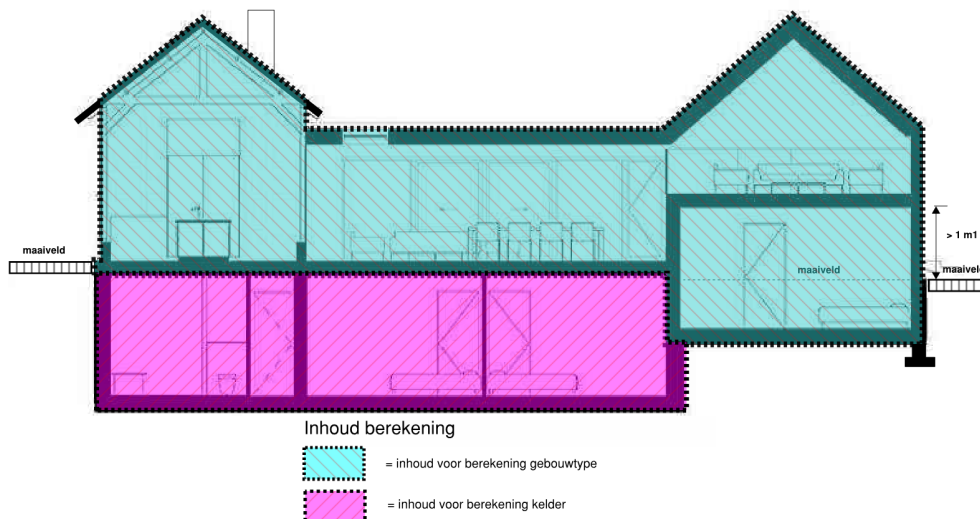 maaiveld
> 1 m1
maaiveld
maaiveld
Inhoud berekening
= inhoud voor berekening gebouwtype
= inhoud voor berekening kelder